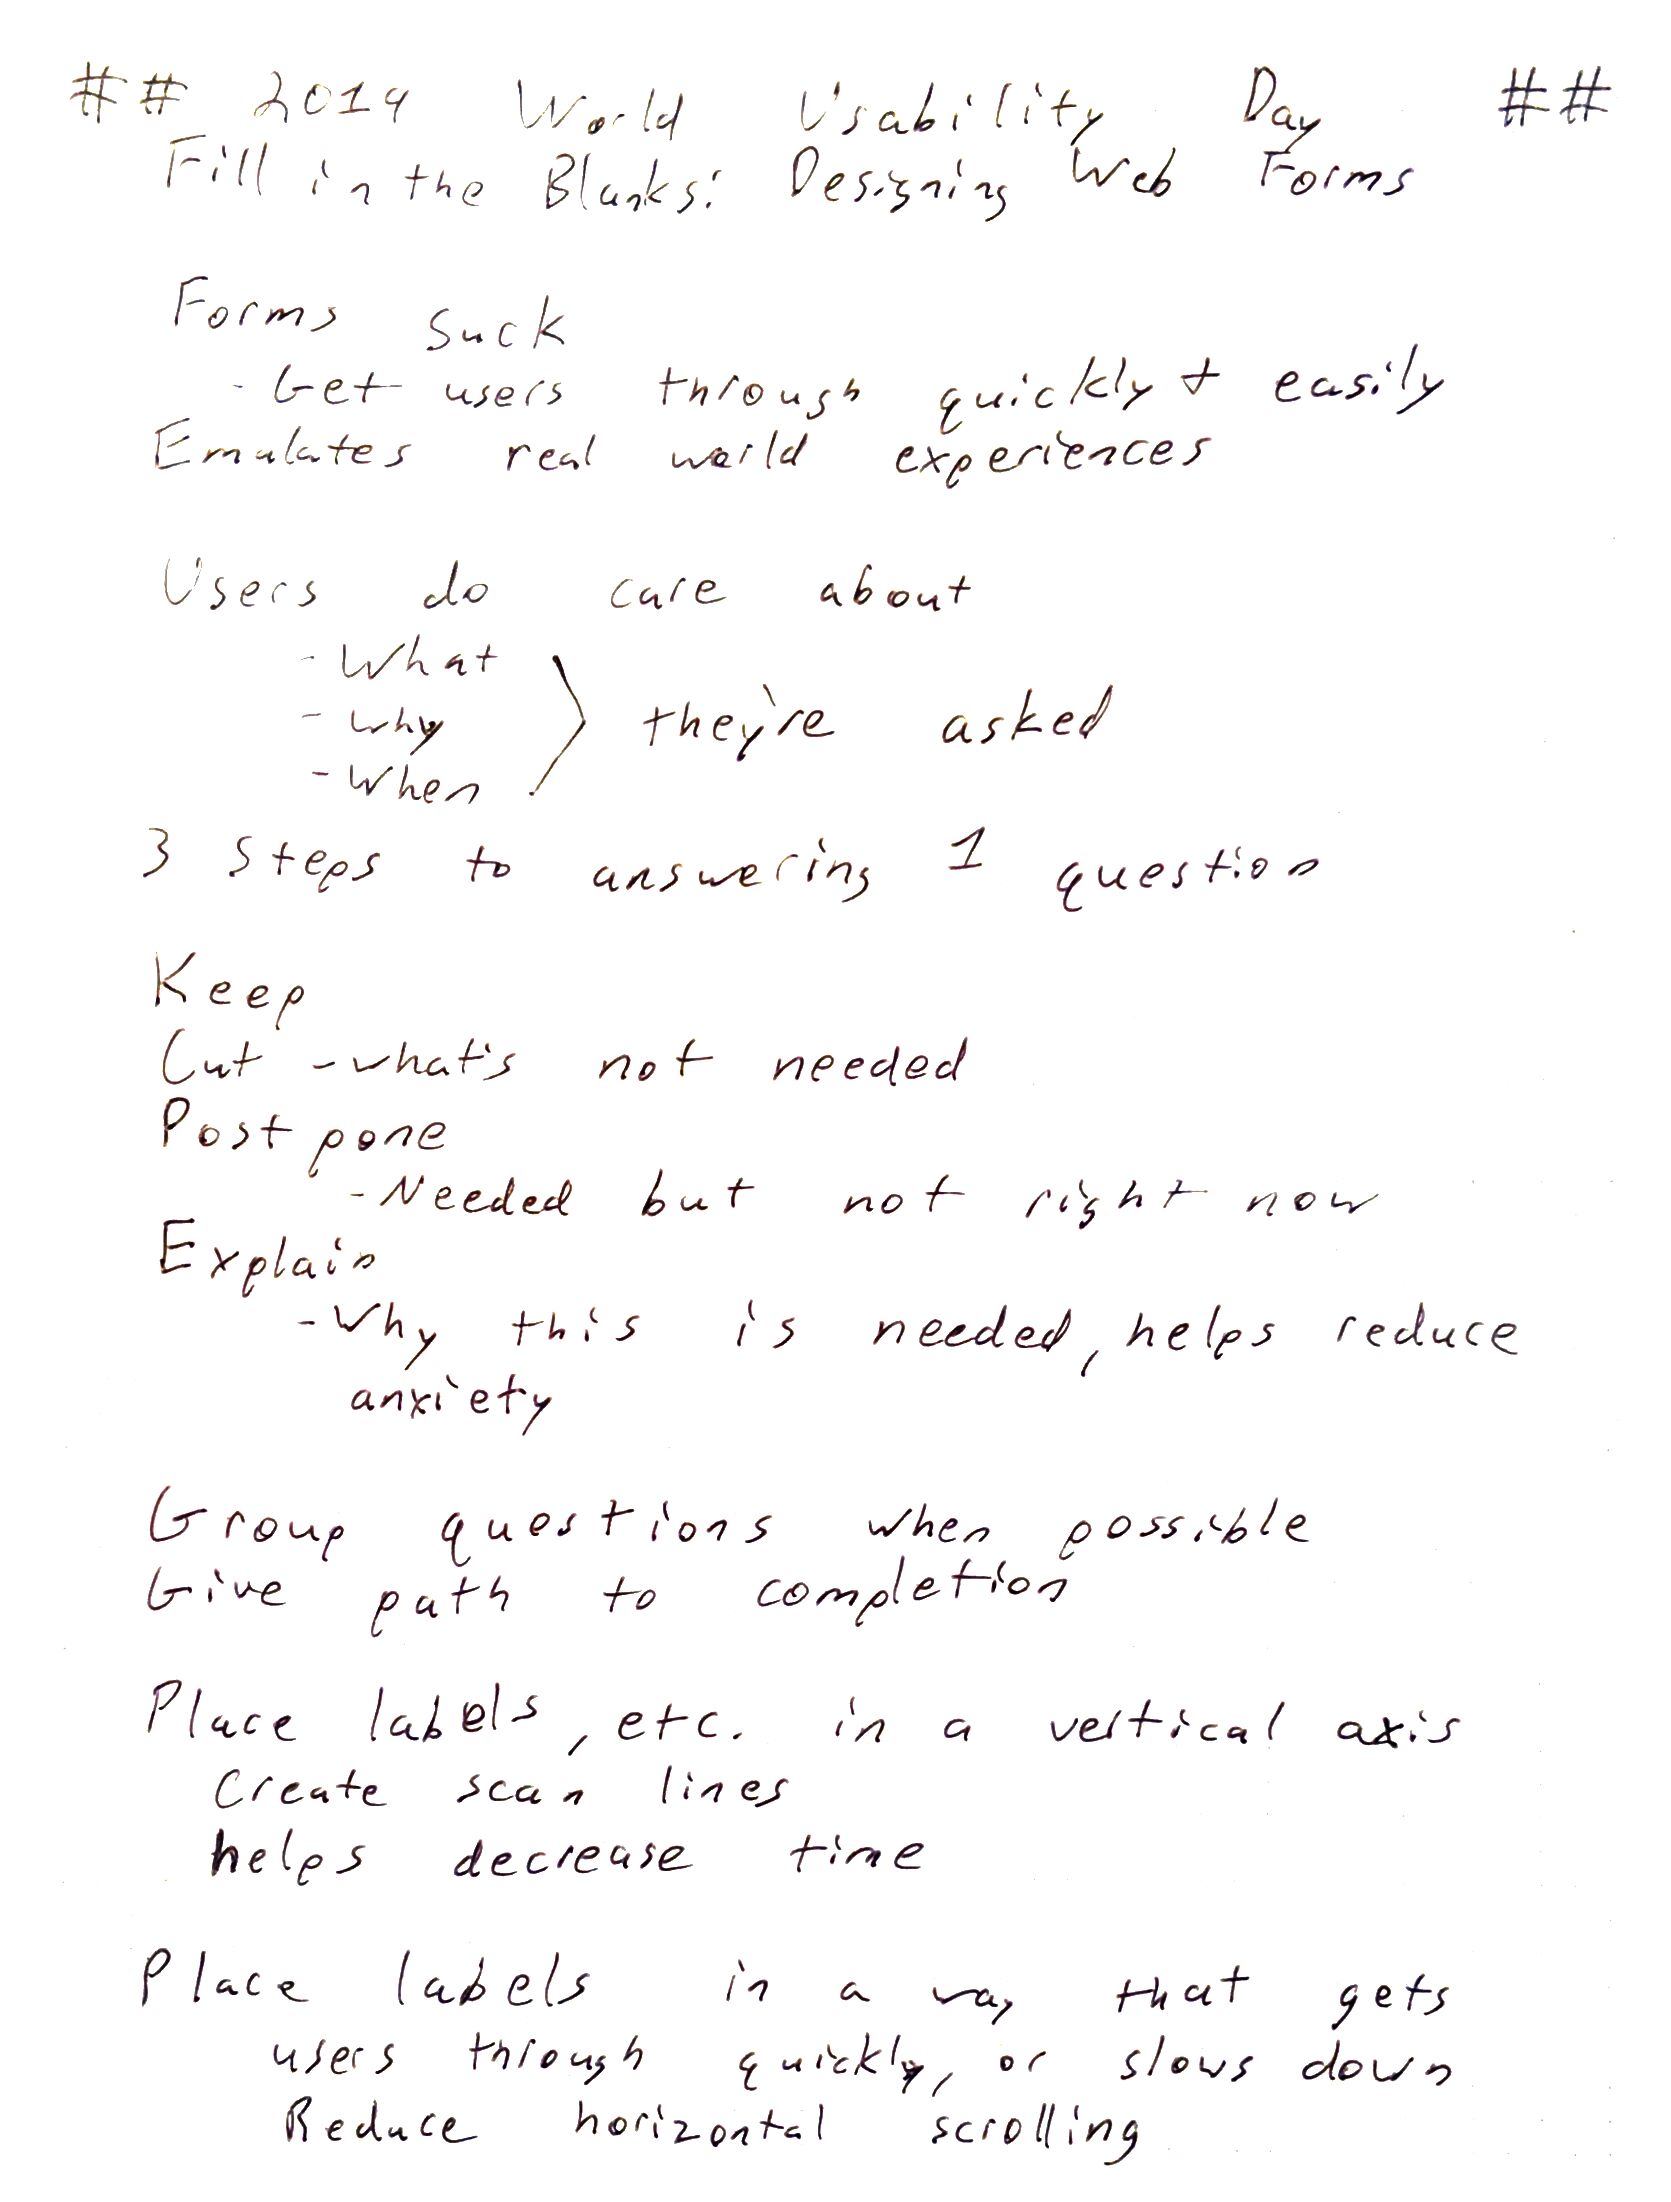 ## 2019 World Usability Day ##
Fill in the Blanks: Designing Web Forms
Forms suck
- Get users through quickly + easily
Emulates real world experiences
Users do care about
- What
- Why
- When
they're asked
3 Steps to answering 1 question
Keep
Cut - what's not needed
Postpone
- Needed but not right now
Explain
- Why this is needed, helps reduce
anxiety
Group questions when possible
Give path to completion
Place labels, etc. in a vertical axis
Create scan lines
helps decrease time
Place labels in a way that gets
users through quickly, or slows down
Reduce horizontal scrolling